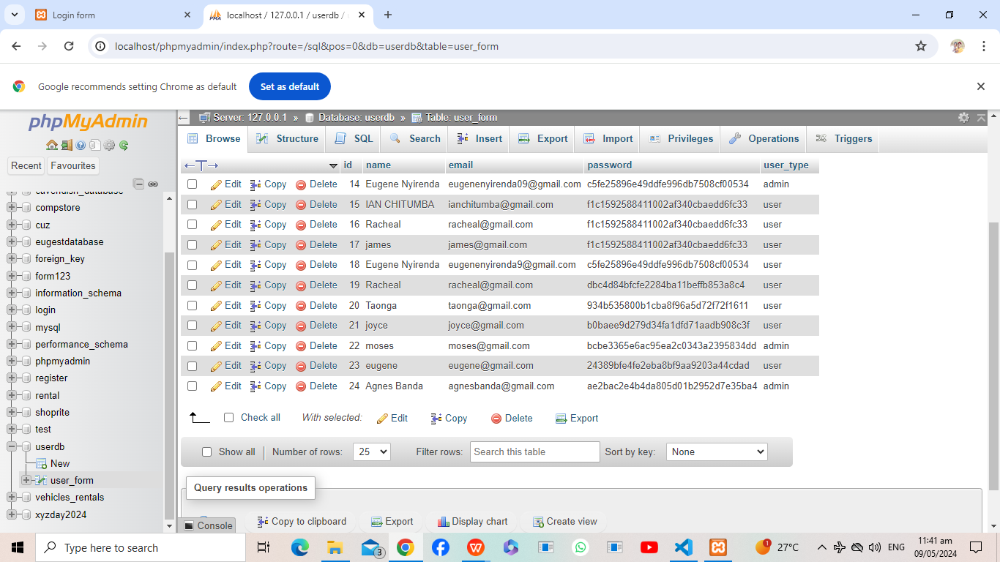 Login form
localhost / 127.0.0.1 / userdb /
localhost/phpmyadmin/index.php?route=/sql&pos=0&db=userdb&table=user_form
Google recommends setting Chrome as default
Set as default
phpMyAdmin
Recent
Favourites
cavendish_database
compstore
cuz
eugestdatabase
foreign_key
form123
information_schema
login
mysql
performance_schema
phpmyadmin
register
rental
shoprite
test
userdb
New
user_form
vehicles_rentals
xyzday2024
Server: 127.0.0.1 » Database: userdb » Table: user_form
Browse Structure SQL Search Insert Export Import Privileges Operations Triggers
id name email password user_type
Edit Copy Delete 14 Eugene Nyirenda eugenenyirenda09@gmail.com c5fe25896e49ddfe996db7508cf00534 admin
Edit Copy Delete 15 IAN CHITUMBA ianchitumba@gmail.com f1c1592588411002af340cbaedd6fc33 user
Edit Copy Delete 16 Racheal racheal@gmail.com f1c1592588411002af340cbaedd6fc33 user
Edit Copy Delete 17 james james@gmail.com f1c1592588411002af340cbaedd6fc33 user
Edit Copy Delete 18 Eugene Nyirenda eugenenyirenda9@gmail.com c5fe25896e49ddfe996db7508cf00534 user
Edit Copy Delete 19 Racheal racheal@gmail.com dbc4d84bfcfe2284ba11beffb853a8c4 user
Edit Copy Delete 20 Taonga taonga@gmail.com 934b535800b1cba8f96a5d72f72f1611 user
Edit Copy Delete 21 joyce joyce@gmail.com b0baee9d279d34fa1dfd71aadb908c3f user
Edit Copy Delete 22 moses moses@gmail.com bcbe3365e6ac95ea2c0343a2395834dd admin
Edit Copy Delete 23 eugene eugene@gmail.com 24389bfe4fe2eba8bf9aa9203a44cdad user
Edit Copy Delete 24 Agnes Banda agnesbanda@gmail.com ae2bac2e4b4da805d01b2952d7e35ba4 admin
Check all With selected: Edit Copy Delete Export
Show all Number of rows: 25 Filter rows: Search this table Sort by key: None
Query results operations
Console
Copy to clipboard Export Display chart Create view
Type here to search
3
1
27°C
ENG
11:41 am
09/05/2024